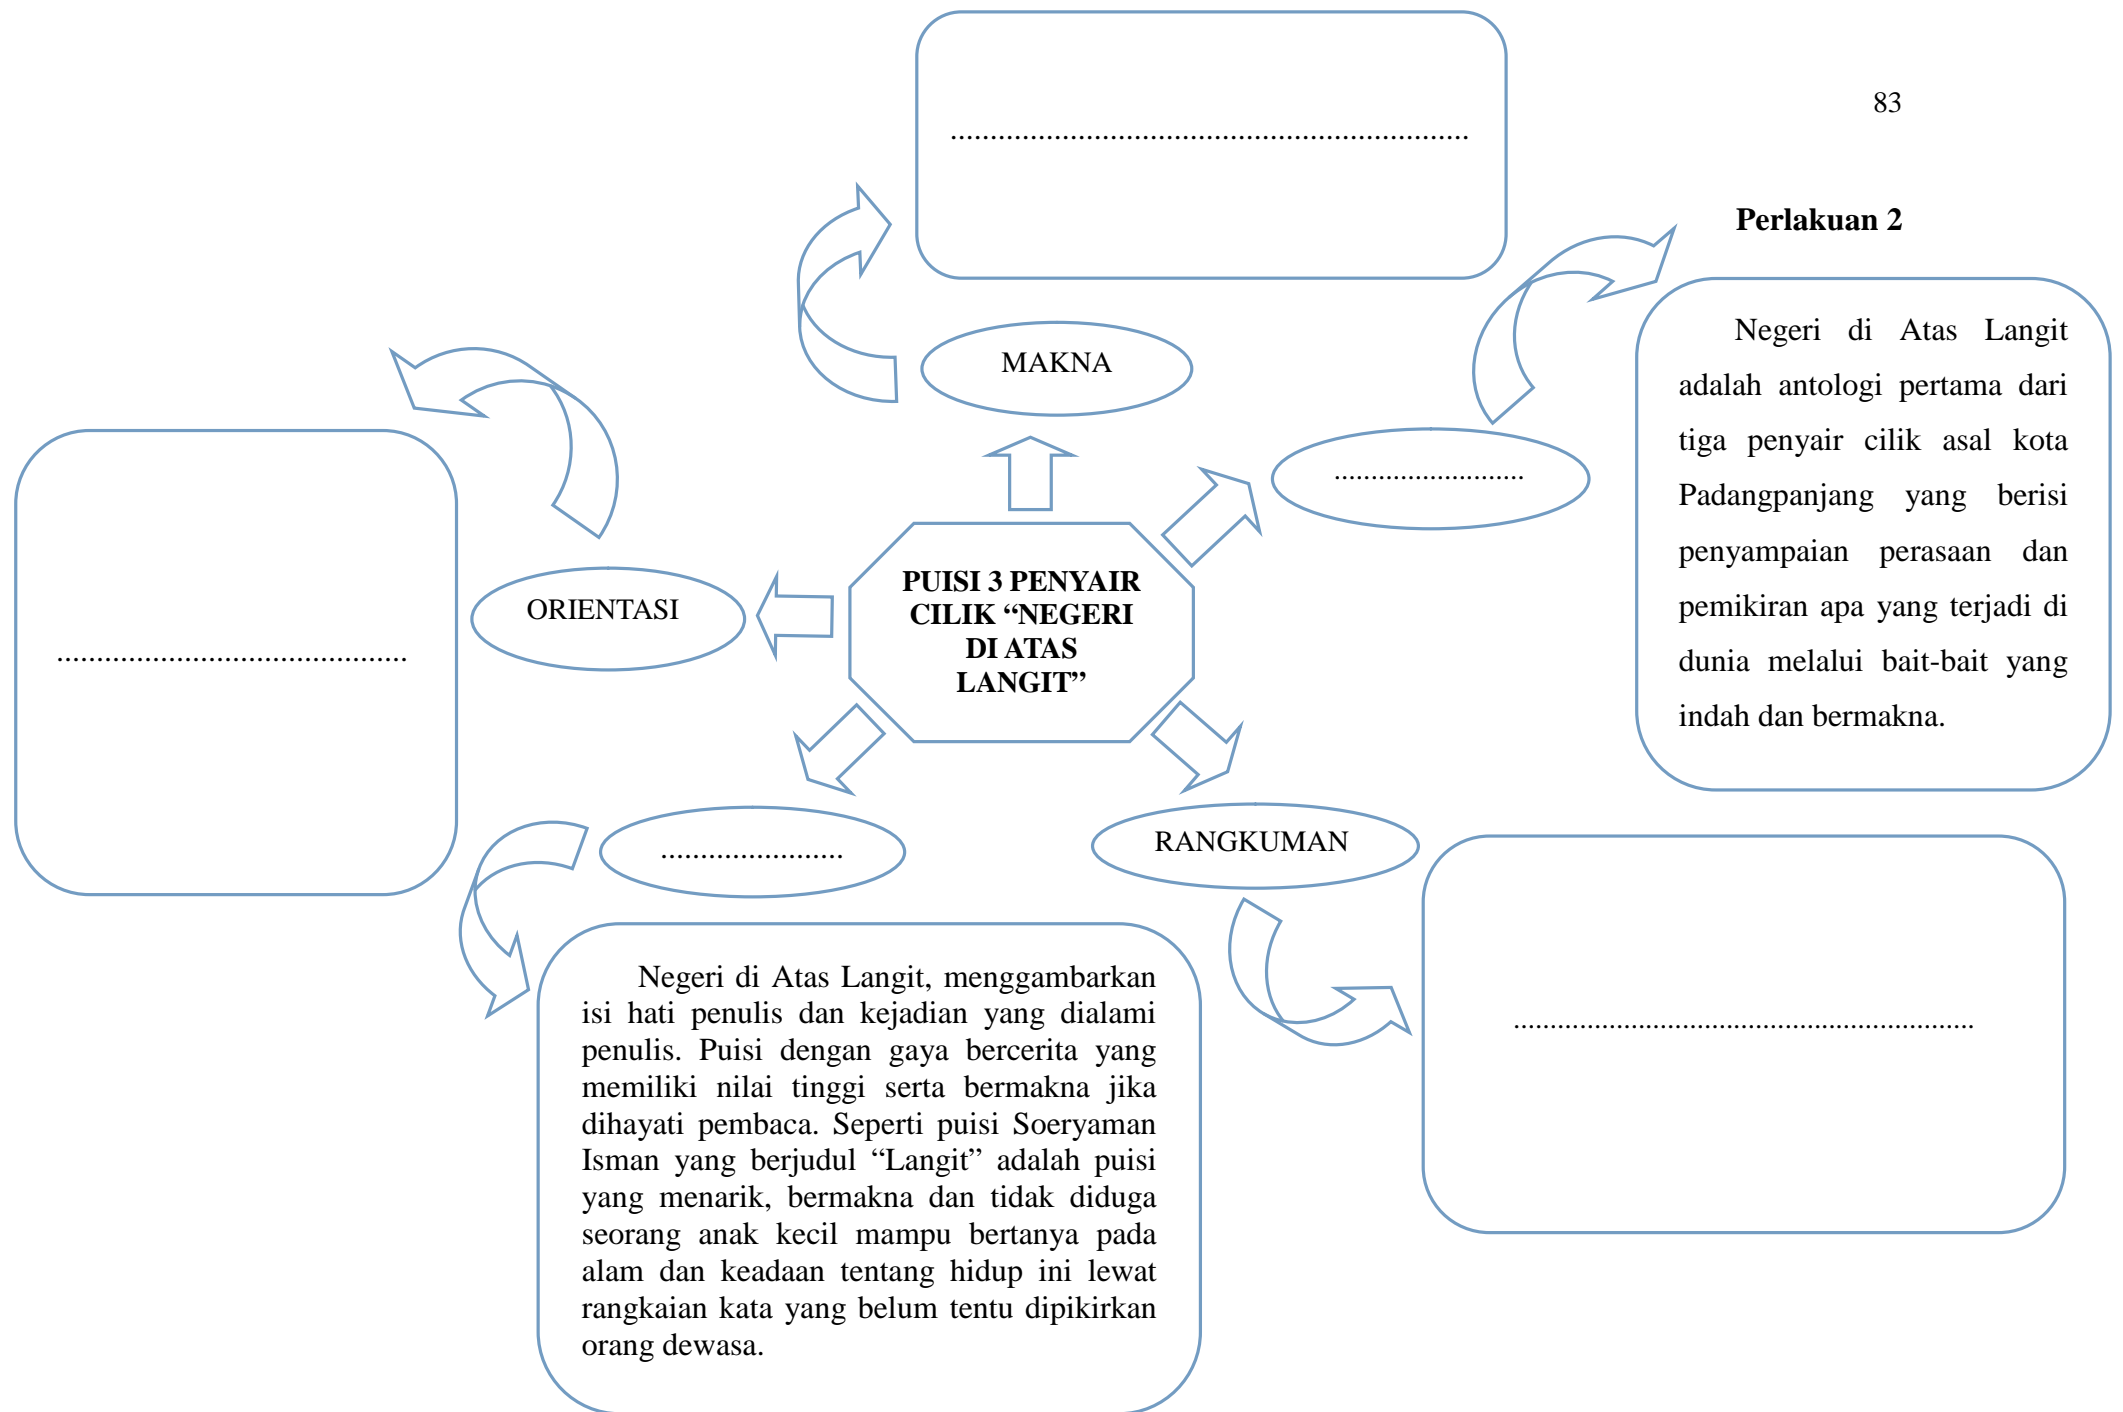 83
.................................................................
Perlakuan 2
MAKNA
Negeri di Atas Langit
adalah antologi pertama dari
tiga penyair cilik asal kota
Padangpanjang yang berisi
penyampaian perasaan dan
pemikiran apa yang terjadi di
dunia melalui bait-bait yang
indah dan bermakna.
..........................
PUISI 3 PENYAIR
CILIK “NEGERI
DI ATAS
LANGIT”
ORIENTASI
............................................
.......................
RANGKUMAN
Negeri di Atas Langit, menggambarkan
isi hati penulis dan kejadian yang dialami
penulis. Puisi dengan gaya bercerita yang
memiliki nilai tinggi serta bermakna jika
dihayati pembaca. Seperti puisi Soeryaman
Isman yang berjudul “Langit” adalah puisi
yang menarik, bermakna dan tidak diduga
seorang anak kecil mampu bertanya pada
alam dan keadaan tentang hidup ini lewat
rangkaian kata yang belum tentu dipikirkan
orang dewasa.
...............................................................